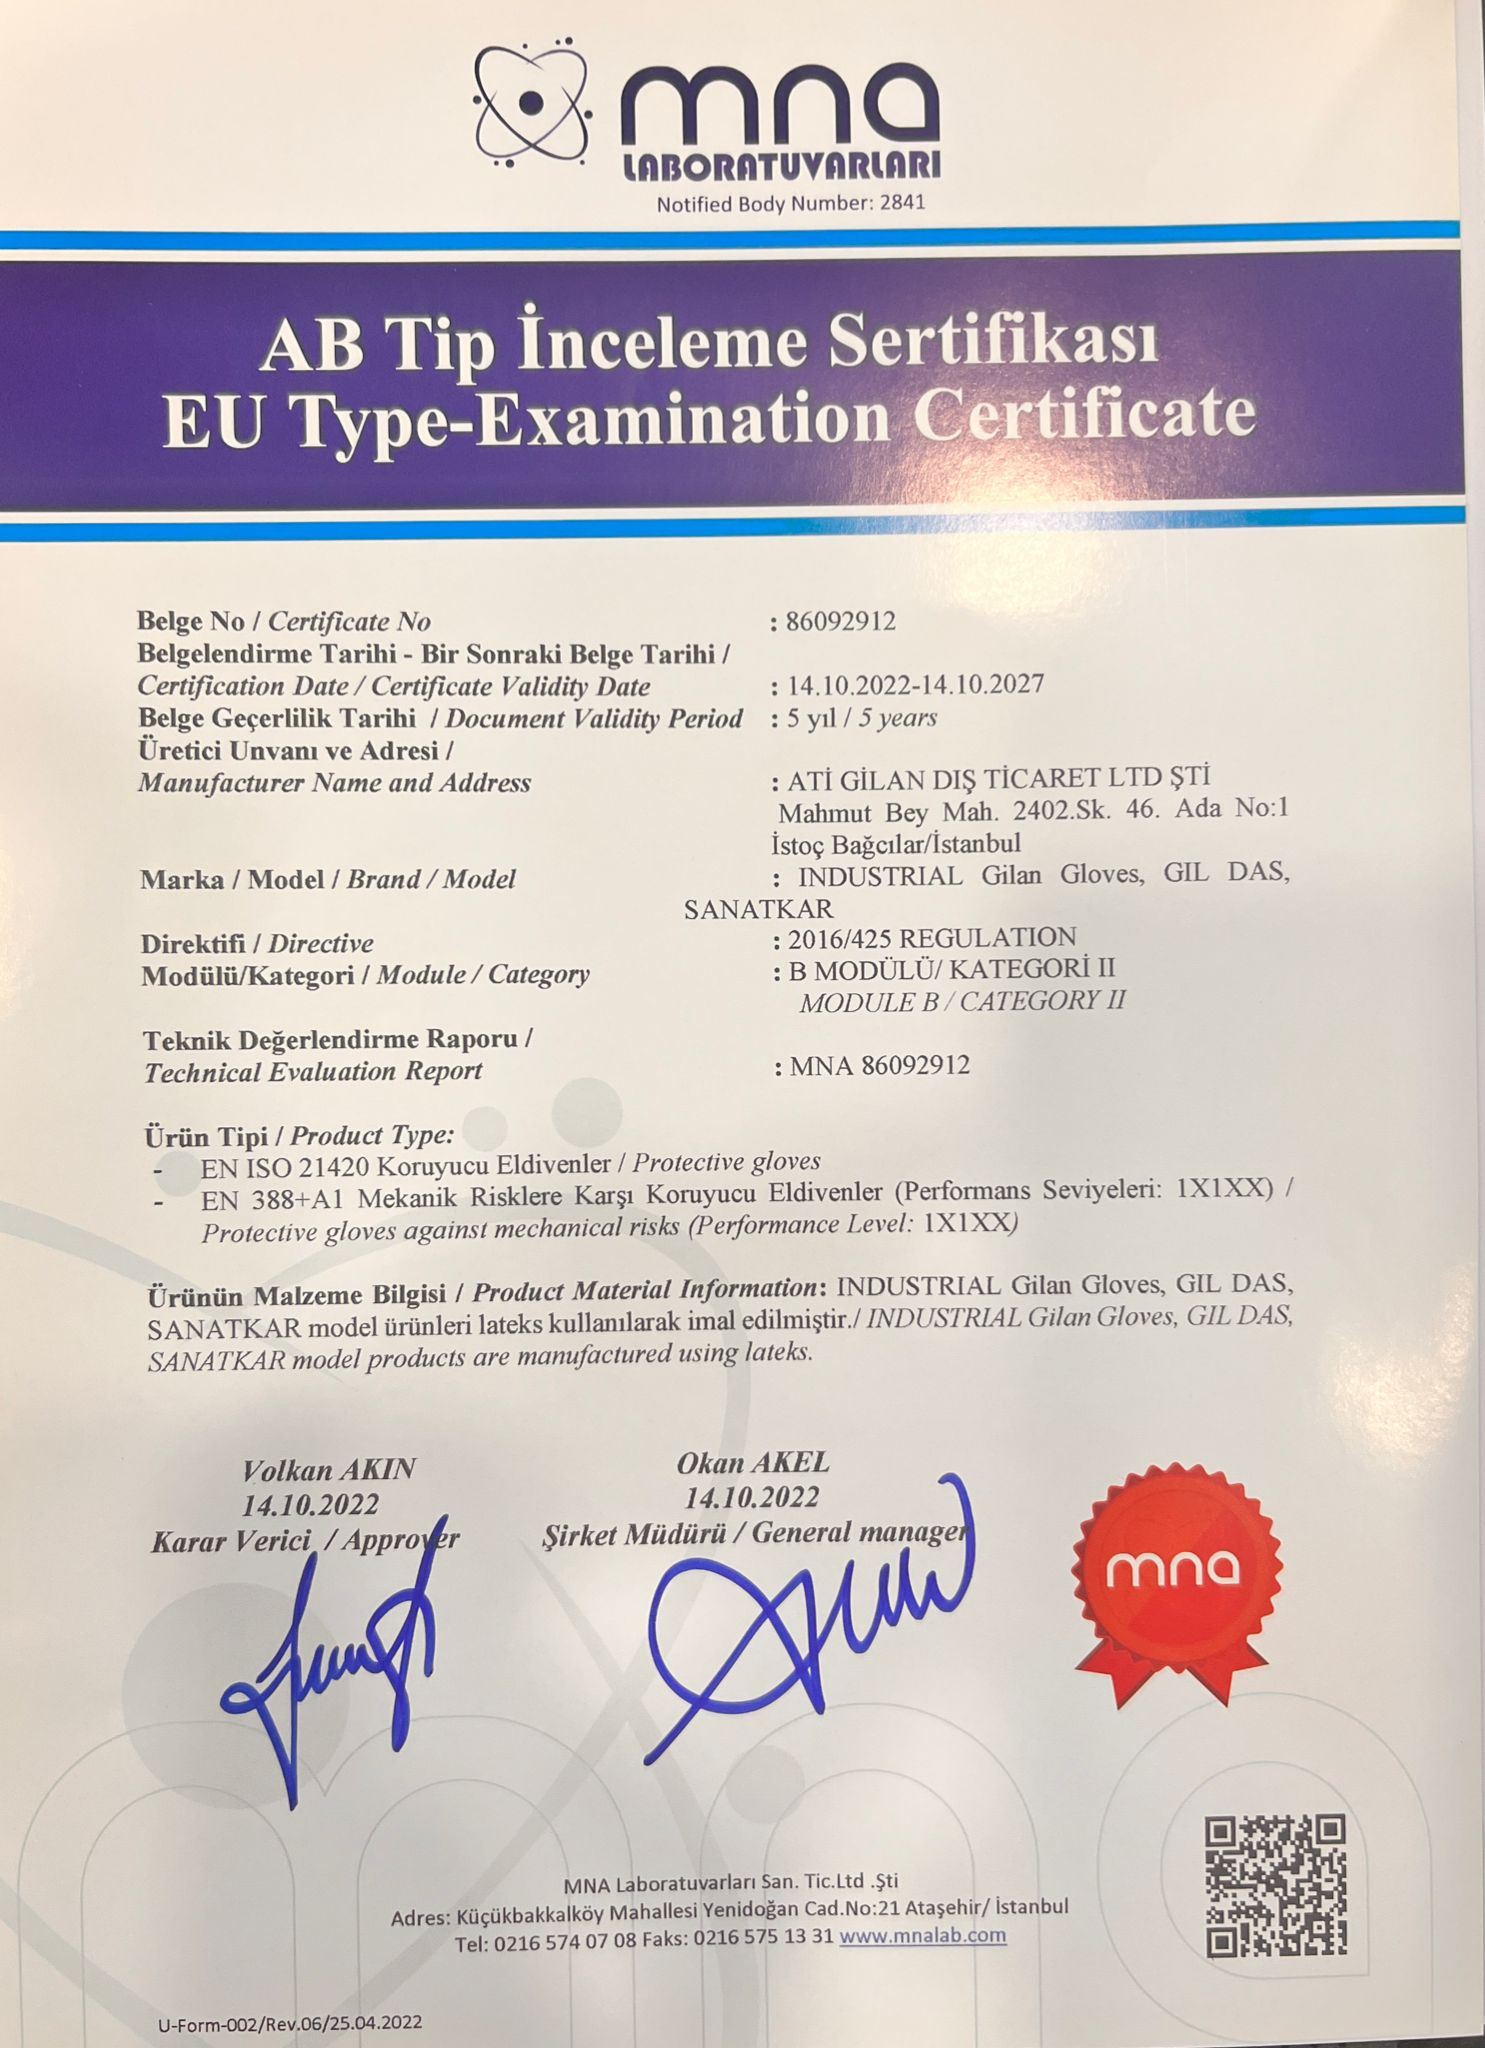 mna
LABORATUVARLARI
Notified Body Number: 2841
AB Tip İnceleme Sertifikası
EU Type-Examination Certificate
Belge No / Certificate No : 86092912
Belgelendirme Tarihi - Bir Sonraki Belge Tarihi /
Certification Date / Certificate Validity Date : 14.10.2022-14.10.2027
Belge Geçerlilik Tarihi / Document Validity Period : 5 yıl / 5 years
Üretici Unvanı ve Adresi /
Manufacturer Name and Address : ATİ GİLAN DIŞ TİCARET LTD ŞTİ
Mahmut Bey Mah. 2402.Sk. 46. Ada No:1
İstoç Bağcılar/İstanbul
Marka / Model / Brand / Model : INDUSTRIAL Gilan Gloves, GIL DAS,
SANATKAR
Direktifi / Directive : 2016/425 REGULATION
Modülü/Kategori / Module / Category : B MODÜLÜ/ KATEGORİ II
MODULE B / CATEGORY II
Teknik Değerlendirme Raporu /
Technical Evaluation Report : MNA 86092912
Ürün Tipi / Product Type:
- EN ISO 21420 Koruyucu Eldivenler / Protective gloves
- EN 388+A1 Mekanik Risklere Karşı Koruyucu Eldivenler (Performans Seviyeleri: 1X1XX) /
Protective gloves against mechanical risks (Performance Level: 1X1XX)
Ürünün Malzeme Bilgisi / Product Material Information: INDUSTRIAL Gilan Gloves, GIL DAS,
SANATKAR model ürünleri lateks kullanılarak imal edilmiştir./ INDUSTRIAL Gilan Gloves, GIL DAS,
SANATKAR model products are manufactured using lateks.
Volkan AKIN
14.10.2022
Karar Verici / Approver
Okan AKEL
14.10.2022
Şirket Müdürü / General manager
mna
MNA Laboratuvarları San. Tic.Ltd .Şti
Adres: Küçükbakkalköy Mahallesi Yenidoğan Cad.No:21 Ataşehir/ İstanbul
Tel: 0216 574 07 08 Faks: 0216 575 13 31 www.mnalab.com
U-Form-002/Rev.06/25.04.2022